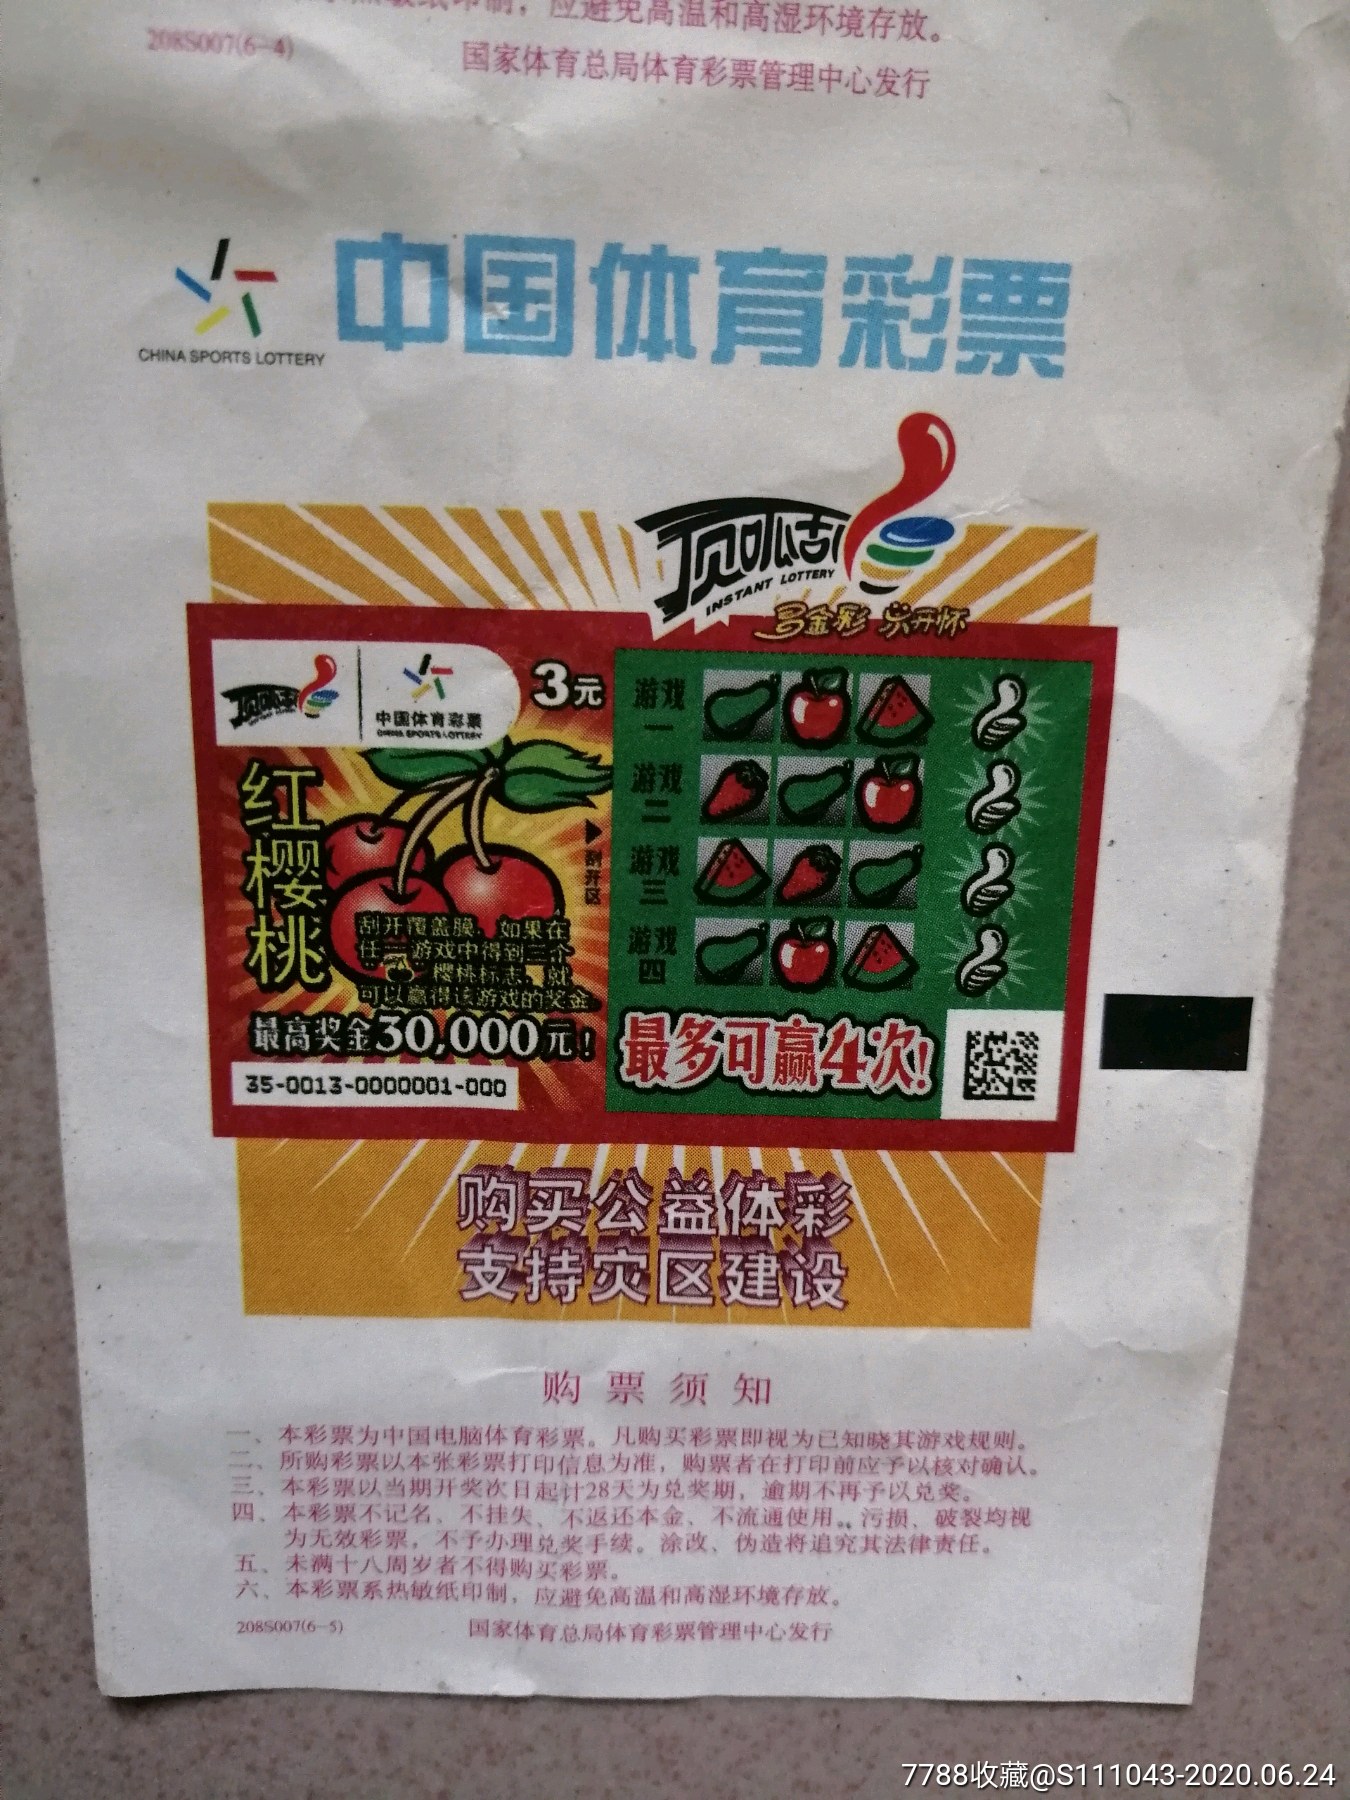 纸印制，应避免高温和高湿环境存放。
208S007(6-4)
国家体育总局体育彩票管理中心发行
中国体育彩票
CHINA SPORTS LOTTERY
顶呱刮
INSTANT LOTTERY
多金彩 乐开怀
顶呱刮
中国体育彩票
CHINA SPORTS LOTTERY
3元
红樱桃
刮开区
刮开覆盖膜，如果在
任一游戏中得到三个
樱桃标志，就
可以赢得该游戏的奖金
最高奖金30,000元！
35-0013-0000001-000
游戏一
游戏二
游戏三
游戏四
最多可赢4次！
购买公益体彩
支持灾区建设
购票须知
一、本彩票为中国电脑体育彩票。凡购买彩票即视为已知晓其游戏规则。
二、所购彩票以本张彩票打印信息为准，购票者在打印前应予以核对确认。
三、本彩票以当期开奖次日起计28天为兑奖期，逾期不再予以兑奖。
四、本彩票不记名、不挂失、不返还本金、不流通使用。污损、破裂均视
为无效彩票，不予办理兑奖手续。涂改、伪造将追究其法律责任。
五、未满十八周岁者不得购买彩票。
六、本彩票系热敏纸印制，应避免高温和高湿环境存放。
208S007(6-5)
国家体育总局体育彩票管理中心发行
7788收藏@S111043-2020.06.24